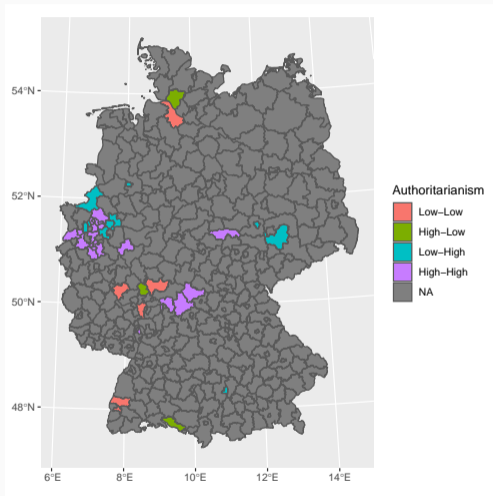 54°N
52°N
50°N
48°N
6°E
8°E
10°E
12°E
14°E
Authoritarianism
Low−Low
High−Low
Low−High
High−High
NA